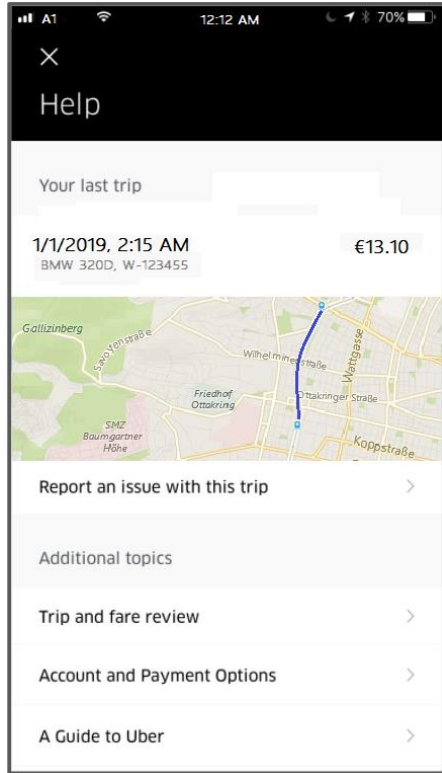 A1 12:12 AM 70%
Help
Your last trip
1/1/2019, 2:15 AM €13.10
BMW 320D, W-123455
Gallizinberg
Savoyenstraße
Wilhelminenstraße
Wattgasse
Friedhof
Ottakring
Ottakringer Straße
SMZ
Baumgartner
Höhe
Koppstraße
Report an issue with this trip
Additional topics
Trip and fare review
Account and Payment Options
A Guide to Uber